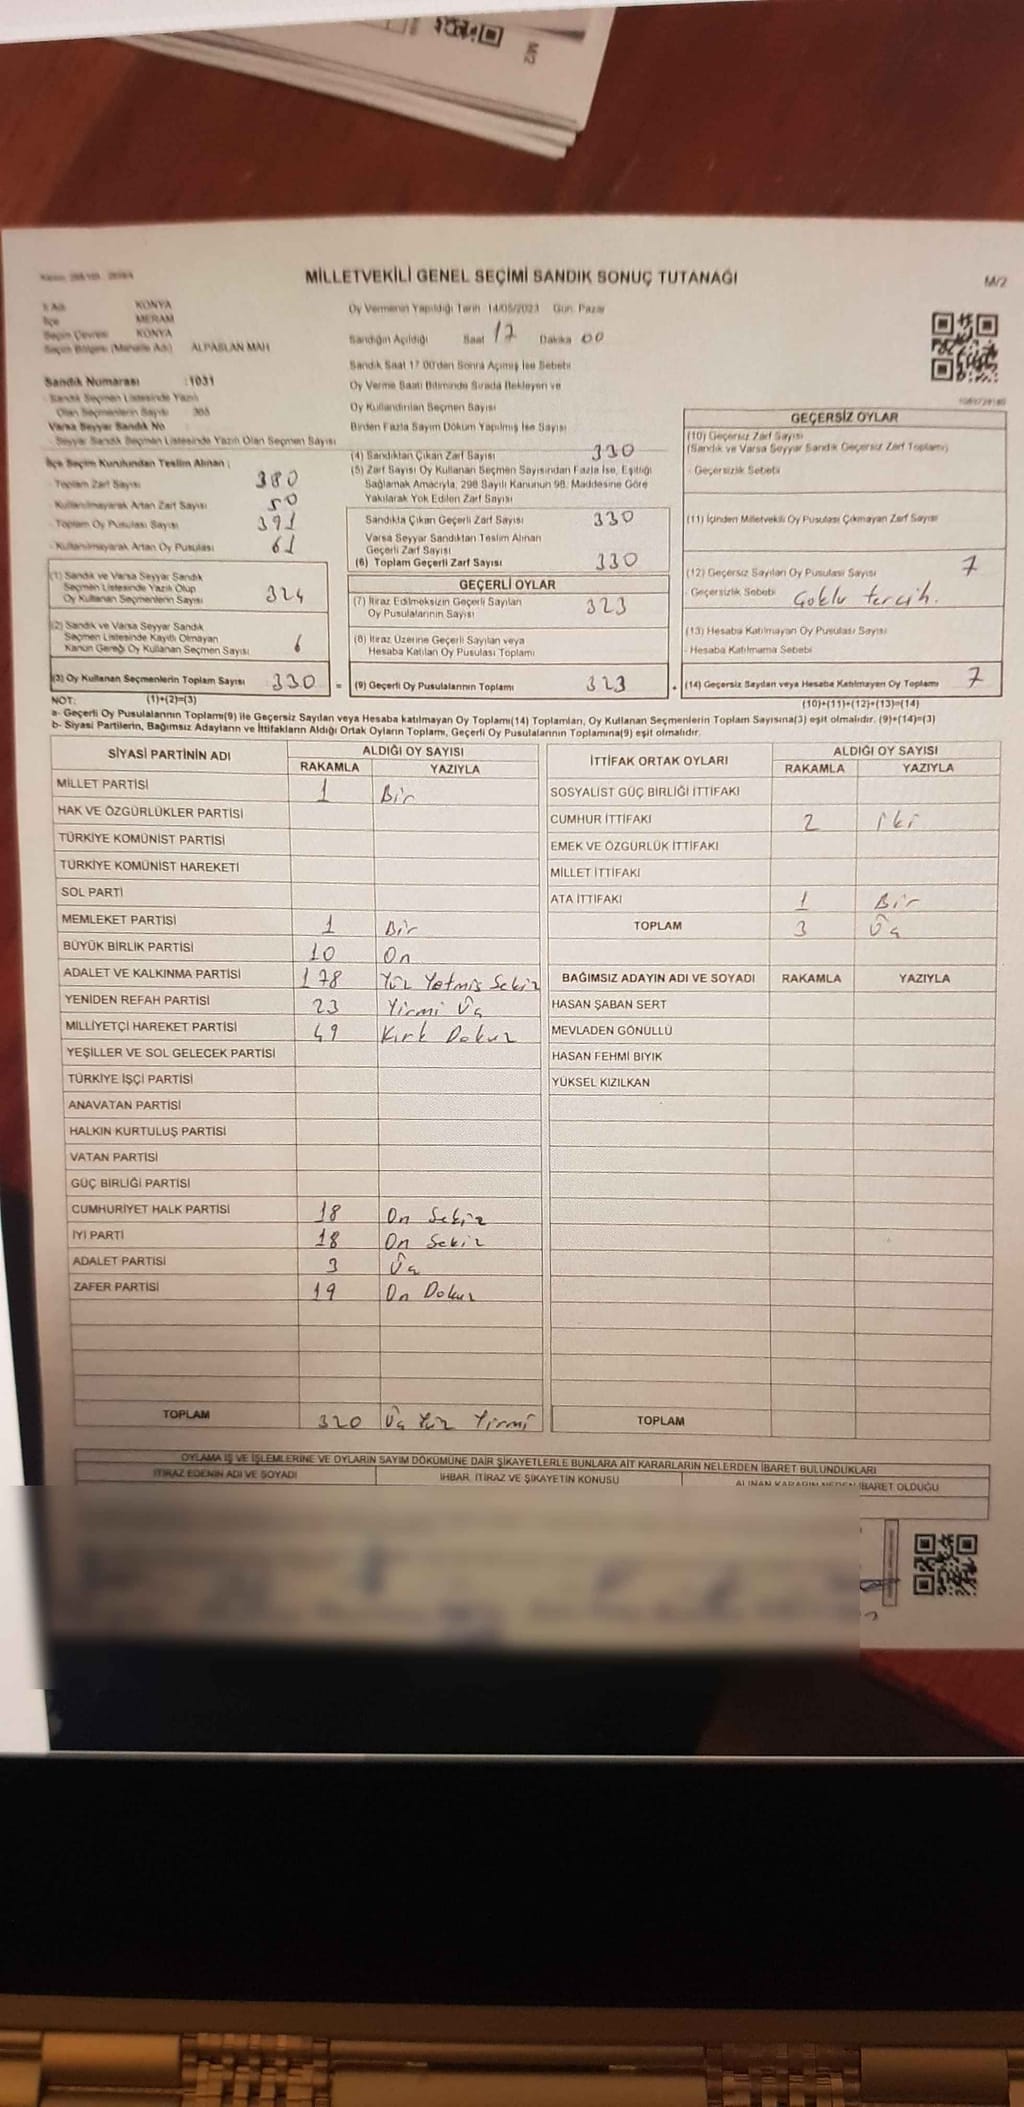 M/2
MİLLETVEKİLİ GENEL SEÇİMİ SANDIK SONUÇ TUTANAĞI
M/2
İl Adı KONYA
İlçe MERAM
Seçim Çevresi KONYA
Seçim Bölgesi (Mahalle Adı) ALPASLAN MAH
Sandık Numarası :1031
- Sandık Seçmen Listesinde Yazılı
Olan Seçmenlerin Sayısı 365
Varsa Seyyar Sandık No
- Seyyar Sandık Seçmen Listesinde Yazılı Olan Seçmen Sayısı
İlçe Seçim Kurulundan Teslim Alınan ;
- Toplam Zarf Sayısı 380
- Kullanılmayarak Artan Zarf Sayısı 50
- Toplam Oy Pusulası Sayısı 391
- Kullanılmayarak Artan Oy Pusulası 61
(1) Sandık ve Varsa Seyyar Sandık
Seçmen Listesinde Yazılı Olup
Oy Kullanan Seçmenlerin Sayısı 324
(2) Sandık ve Varsa Seyyar Sandık
Seçmen Listesinde Kayıtlı Olmayan
Kanun Gereği Oy Kullanan Seçmen Sayısı 6
(3) Oy Kullanan Seçmenlerin Toplam Sayısı 330 =
Oy Vermenin Yapıldığı Tarih 14/05/2023 Gün: Pazar
Sandığın Açıldığı Saat 17 Dakika 00
Sandık Saat 17.00'den Sonra Açılmış İse Sebebi
Oy Verme Saati Bitiminde Sırada Bekleyen ve
Oy Kullandırılan Seçmen Sayısı
Birden Fazla Sayım Döküm Yapılmış İse Sayısı
(4) Sandıktan Çıkan Zarf Sayısı 330
(5) Zarf Sayısı Oy Kullanan Seçmen Sayısından Fazla İse, Eşitliği
Sağlamak Amacıyla, 298 Sayılı Kanunun 98. Maddesine Göre
Yakılarak Yok Edilen Zarf Sayısı
Sandıkta Çıkan Geçerli Zarf Sayısı 330
Varsa Seyyar Sandıktan Teslim Alınan
Geçerli Zarf Sayısı
(6) Toplam Geçerli Zarf Sayısı 330
GEÇERLİ OYLAR
(7) İtiraz Edilmeksizin Geçerli Sayılan
Oy Pusulalarının Sayısı 323
(8) İtiraz Üzerine Geçerli Sayılan veya
Hesaba Katılan Oy Pusulası Toplamı
(9) Geçerli Oy Pusulalarının Toplamı 323 +
GEÇERSİZ OYLAR
(10) Geçersiz Zarf Sayısı
(Sandık ve Varsa Seyyar Sandık Geçersiz Zarf Toplamı)
- Geçersizlik Sebebi
(11) İçinden Milletvekili Oy Pusulası Çıkmayan Zarf Sayısı
(12) Geçersiz Sayılan Oy Pusulası Sayısı 7
- Geçersizlik Sebebi Çoklu tercih.
(13) Hesaba Katılmayan Oy Pusulası Sayısı
- Hesaba Katılmama Sebebi
(14) Geçersiz Sayılan veya Hesaba Katılmayan Oy Toplamı 7
NOT: (1)+(2)=(3) (10)+(11)+(12)+(13)=(14)
a- Geçerli Oy Pusulalarının Toplamı(9) ile Geçersiz Sayılan veya Hesaba katılmayan Oy Toplamı(14) Toplamları, Oy Kullanan Seçmenlerin Toplam Sayısına(3) eşit olmalıdır. (9)+(14)=(3)
b- Siyasi Partilerin, Bağımsız Adayların ve İttifakların Aldığı Ortak Oyların Toplamı, Geçerli Oy Pusulalarının Toplamına(9) eşit olmalıdır.
SİYASİ PARTİNİN ADI ALDIĞI OY SAYISI
RAKAMLA YAZIYLA
MİLLET PARTİSİ 1 Bir
HAK VE ÖZGÜRLÜKLER PARTİSİ
TÜRKİYE KOMÜNİST PARTİSİ
TÜRKİYE KOMÜNİST HAREKETİ
SOL PARTİ
MEMLEKET PARTİSİ 1 Bir
BÜYÜK BİRLİK PARTİSİ 10 On
ADALET VE KALKINMA PARTİSİ 178 Yüz Yetmiş Sekiz
YENİDEN REFAH PARTİSİ 23 Yirmi Üç
MİLLİYETÇİ HAREKET PARTİSİ 49 Kırk Dokuz
YEŞİLLER VE SOL GELECEK PARTİSİ
TÜRKİYE İŞÇİ PARTİSİ
ANAVATAN PARTİSİ
HALKIN KURTULUŞ PARTİSİ
VATAN PARTİSİ
GÜÇ BİRLİĞİ PARTİSİ
CUMHURİYET HALK PARTİSİ 18 On Sekiz
İYİ PARTİ 18 On Sekiz
ADALET PARTİSİ 3 Üç
ZAFER PARTİSİ 19 On Dokuz
TOPLAM 320 Üç Yüz Yirmi
İTTİFAK ORTAK OYLARI ALDIĞI OY SAYISI
RAKAMLA YAZIYLA
SOSYALİST GÜÇ BİRLİĞİ İTTİFAKI
CUMHUR İTTİFAKI 2 iki
EMEK VE ÖZGÜRLÜK İTTİFAKI
MİLLET İTTİFAKI
ATA İTTİFAKI 1 Bir
TOPLAM 3 Üç
BAĞIMSIZ ADAYIN ADI VE SOYADI RAKAMLA YAZIYLA
HASAN ŞABAN SERT
MEVLADEN GÖNÜLLÜ
HASAN FEHMİ BIYIK
YÜKSEL KIZILKAN
TOPLAM
OYLAMA İŞ VE İŞLEMLERİNE VE OYLARIN SAYIM DÖKÜMÜNE DAİR ŞİKAYETLERLE BUNLARA AİT KARARLARIN NELERDEN İBARET BULUNDUKLARI
İTİRAZ EDENİN ADI VE SOYADI İHBAR, İTİRAZ VE ŞİKAYETİN KONUSU ALINAN KARARIN NEDEN İBARET OLDUĞU